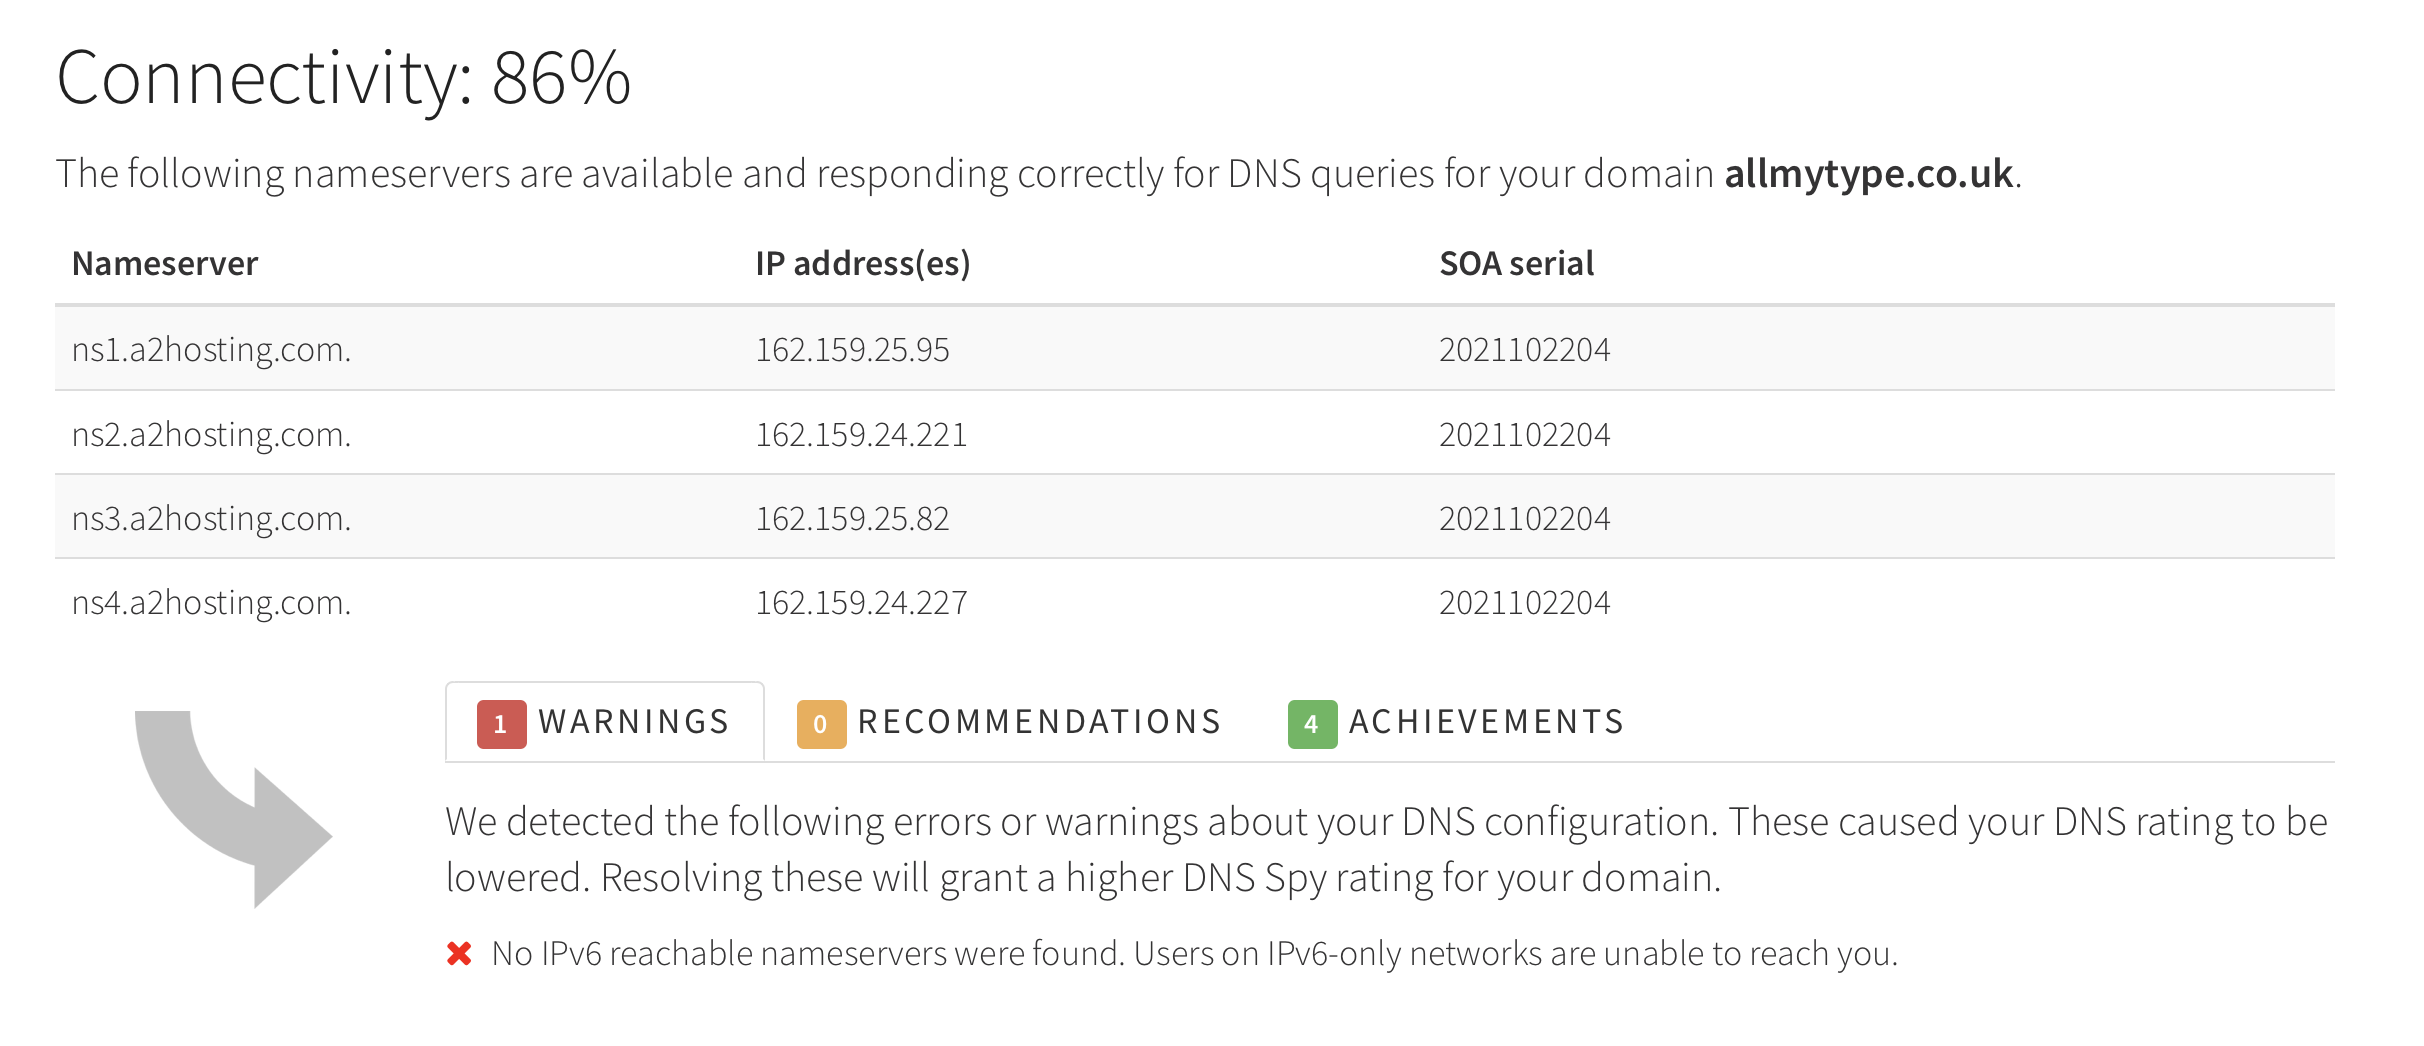 Connectivity: 86%
The following nameservers are available and responding correctly for DNS queries for your domain allmytype.co.uk.
Nameserver IP address(es) SOA serial
ns1.a2hosting.com. 162.159.25.95 2021102204
ns2.a2hosting.com. 162.159.24.221 2021102204
ns3.a2hosting.com. 162.159.25.82 2021102204
ns4.a2hosting.com. 162.159.24.227 2021102204
1 WARNINGS 0 RECOMMENDATIONS 4 ACHIEVEMENTS
We detected the following errors or warnings about your DNS configuration. These caused your DNS rating to be
lowered. Resolving these will grant a higher DNS Spy rating for your domain.
No IPv6 reachable nameservers were found. Users on IPv6-only networks are unable to reach you.